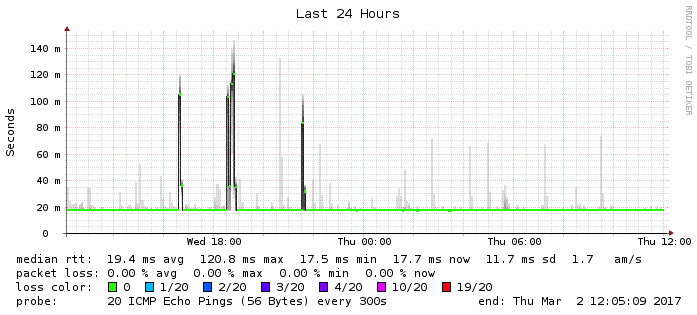 Last 24 Hours
RRDTOOL / TOBI OETIKER
Seconds
140 m
120 m
100 m
80 m
60 m
40 m
20 m
0
Wed 18:00 Thu 00:00 Thu 06:00 Thu 12:00
median rtt: 19.4 ms avg 120.8 ms max 17.5 ms min 17.7 ms now 11.7 ms sd 1.7 am/s
packet loss: 0.00 % avg 0.00 % max 0.00 % min 0.00 % now
loss color: 0 1/20 2/20 3/20 4/20 10/20 19/20
probe: 20 ICMP Echo Pings (56 Bytes) every 300s end: Thu Mar 2 12:05:09 2017